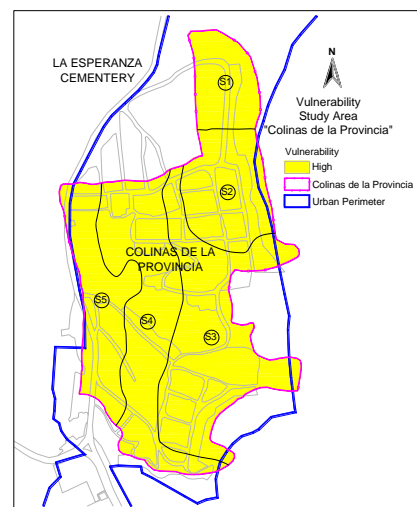 LA ESPERANZA
CEMENTERY
N
Vulnerability
Study Area
"Colinas de la Provincia"
Vulnerability
High
Colinas de la Provincia
Urban Perimeter
S1
S2
COLINAS DE LA
PROVINCIA
S5
S4
S3